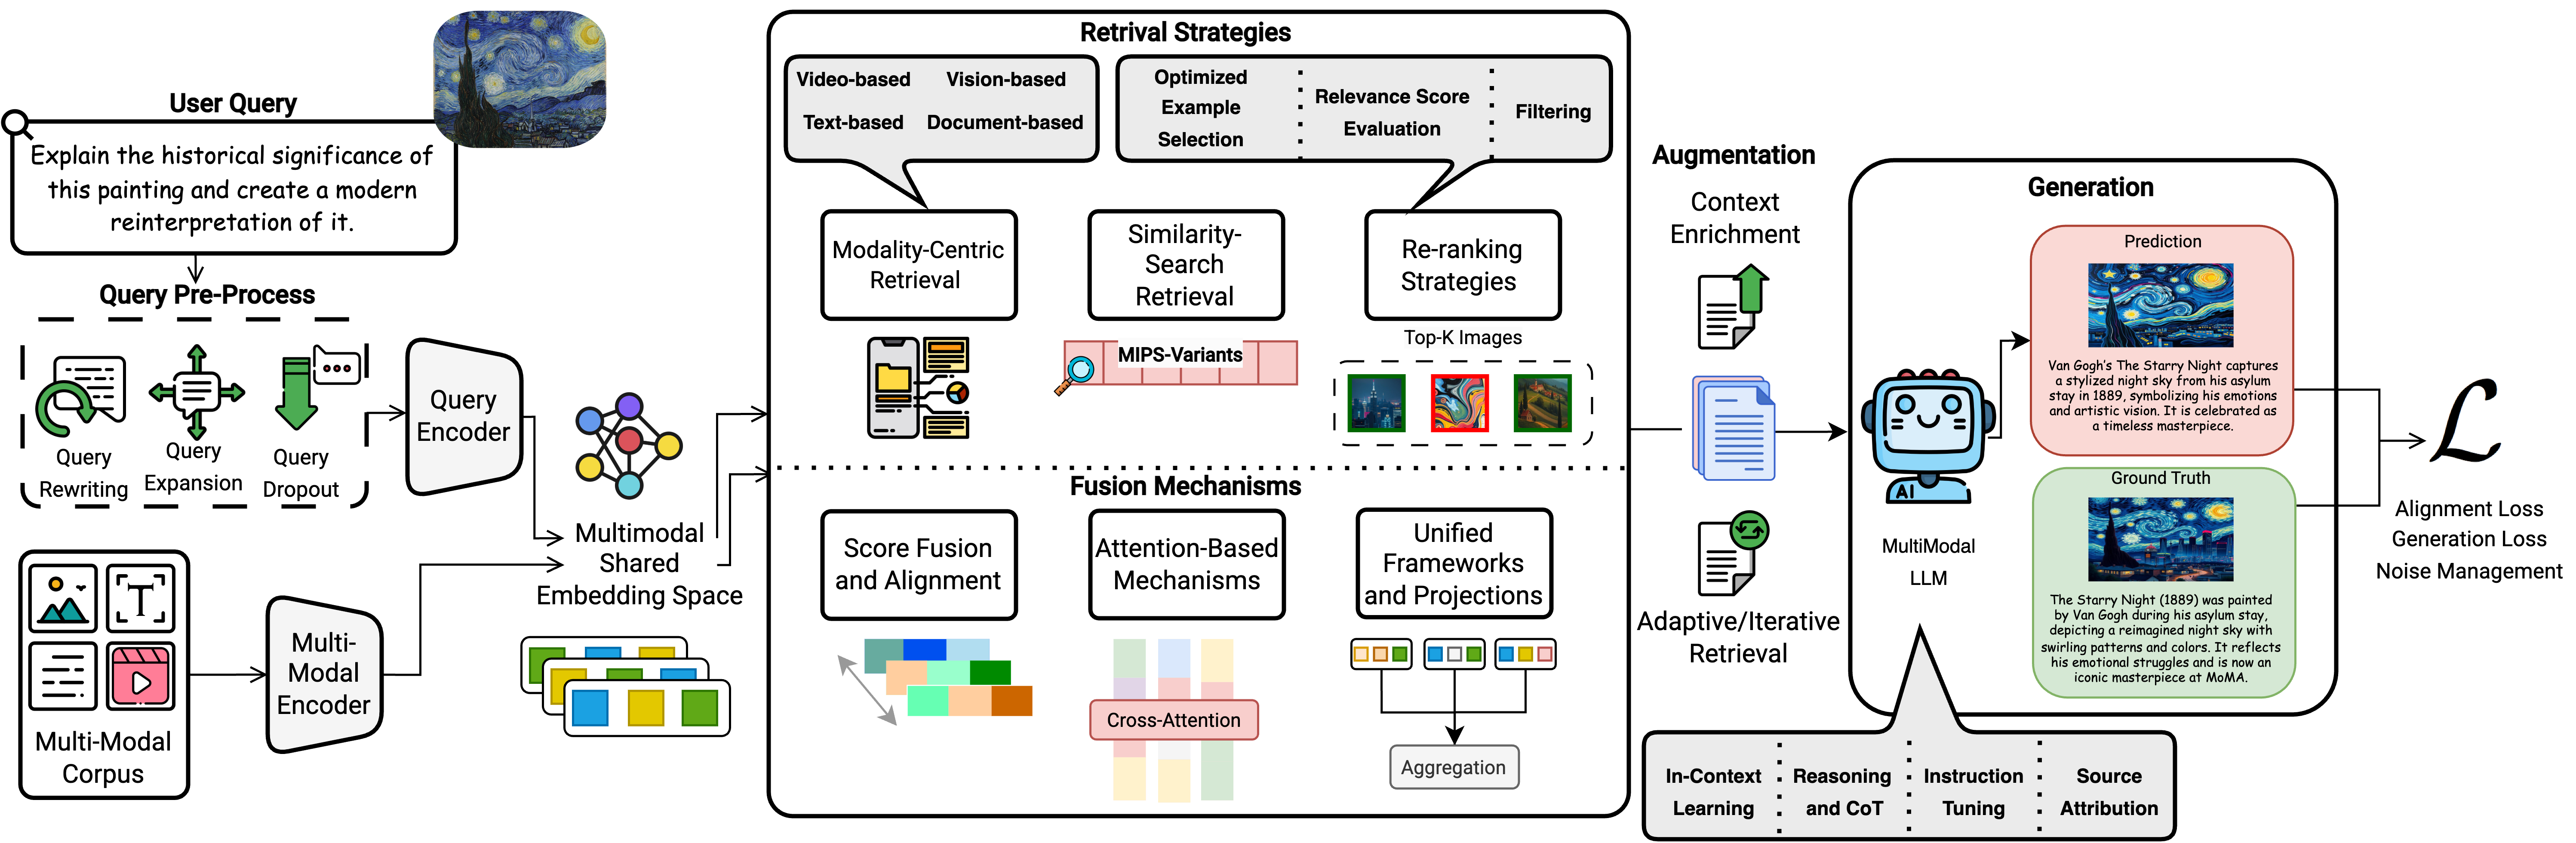 User Query
Explain the historical significance of
this painting and create a modern
reinterpretation of it.
Query Pre-Process
Query
Rewriting
Query
Expansion
Query
Dropout
Query
Encoder
Multi-Modal
Corpus
Multi-
Modal
Encoder
Multimodal
Shared
Embedding Space
Retrival Strategies
Video-based
Vision-based
Text-based
Document-based
Optimized
Example
Selection
Relevance Score
Evaluation
Filtering
Modality-Centric
Retrieval
Similarity-
Search
Retrieval
Re-ranking
Strategies
MIPS-Variants
Top-K Images
Fusion Mechanisms
Score Fusion
and Alignment
Attention-Based
Mechanisms
Unified
Frameworks
and Projections
Cross-Attention
Aggregation
Augmentation
Context
Enrichment
Adaptive/Iterative
Retrieval
Generation
AI
MultiModal
LLM
Prediction
Van Gogh's The Starry Night captures
a stylized night sky from his asylum
stay in 1889, symbolizing his emotions
and artistic vision. It is celebrated as
a timeless masterpiece.
Ground Truth
The Starry Night (1889) was painted
by Van Gogh during his asylum stay,
depicting a reimagined night sky with
swirling patterns and colors. It reflects
his emotional struggles and is now an
iconic masterpiece at MoMA.
In-Context
Learning
Reasoning
and CoT
Instruction
Tuning
Source
Attribution
ℒ
Alignment Loss
Generation Loss
Noise Management
T